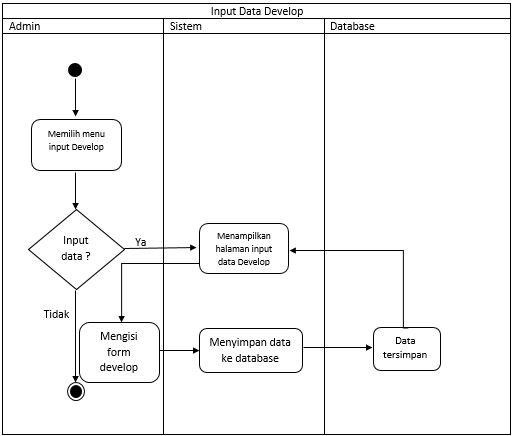 Input Data Develop
Admin
Sistem
Database
Memilih menu
input Develop
Input
data ?
Ya
Menampilkan
halaman input
data Develop
Tidak
Mengisi
form
develop
Menyimpan data
ke database
Data
tersimpan